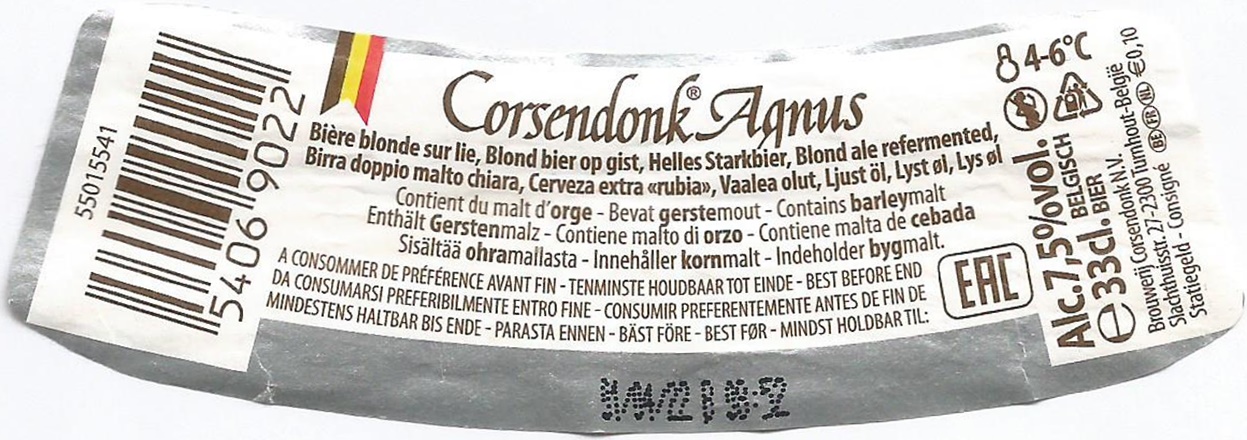 55015541
5406 9022
Corsendonk® Agnus
Bière blonde sur lie, Blond bier op gist, Helles Starkbier, Blond ale refermented,
Birra doppio malto chiara, Cerveza extra «rubia», Vaalea olut, Ljust öl, Lyst øl, Lys øl
Contient du malt d'orge - Bevat gerstemout - Contains barleymalt
Enthält Gerstenmalz - Contiene malto di orzo - Contiene malta de cebada
Sisältää ohramallasta - Innehåller kornmalt - Indeholder bygmalt.
A CONSOMMER DE PRÉFÉRENCE AVANT FIN - TENMINSTE HOUDBAAR TOT EINDE - BEST BEFORE END
DA CONSUMARSI PREFERIBILMENTE ENTRO FINE - CONSUMIR PREFERENTEMENTE ANTES DE FIN DE
MINDESTENS HALTBAR BIS ENDE - PARASTA ENNEN - BÄST FÖRE - BEST FØR - MINDST HOLDBAR TIL:
EAC
4-6°C
Alc.7,5%vol.
BELGISCH
℮ 33cl. BIER
Brouwerij Corsendonk N.V.
Slachthuisstr. 27-2300 Turnhout-België
Statiegeld - Consigné BE FR NL €0,10